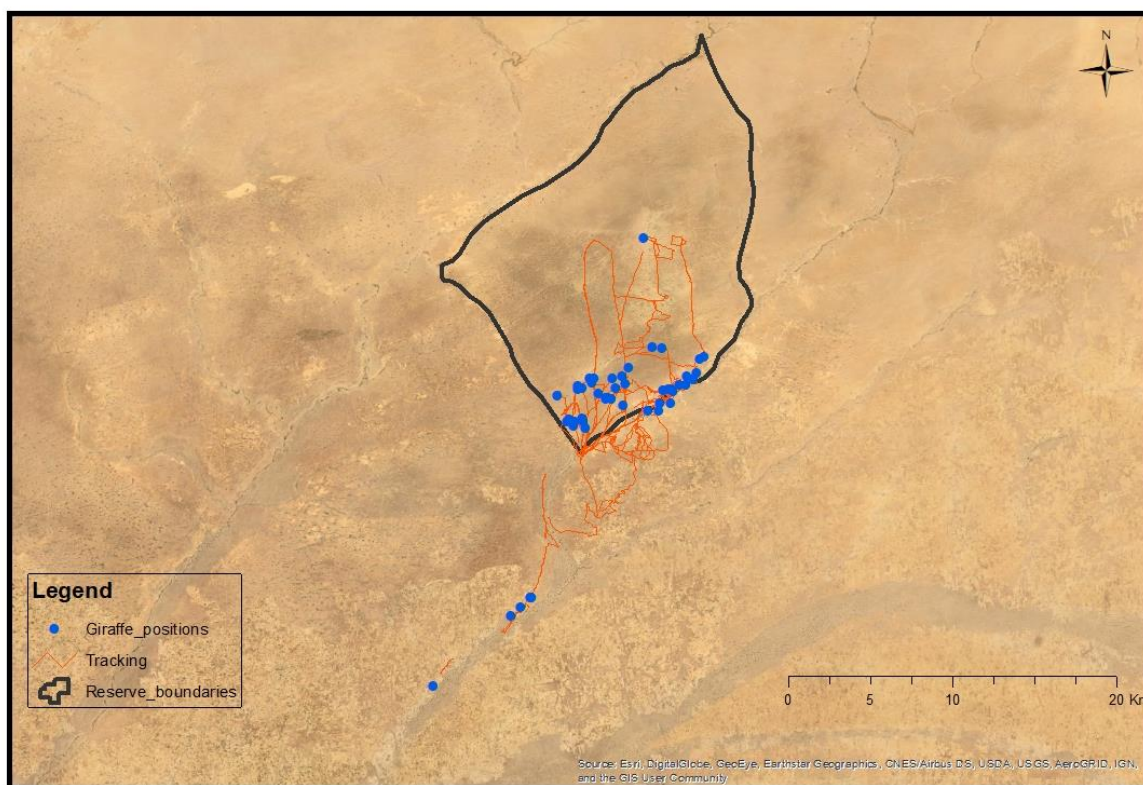 N
Legend
Giraffe_positions
Tracking
Reserve_boundaries
0 5 10 20 Km
Source: Esri, DigitalGlobe, GeoEye, Earthstar Geographics, CNES/Airbus DS, USDA, USGS, AeroGRID, IGN,
and the GIS User Community